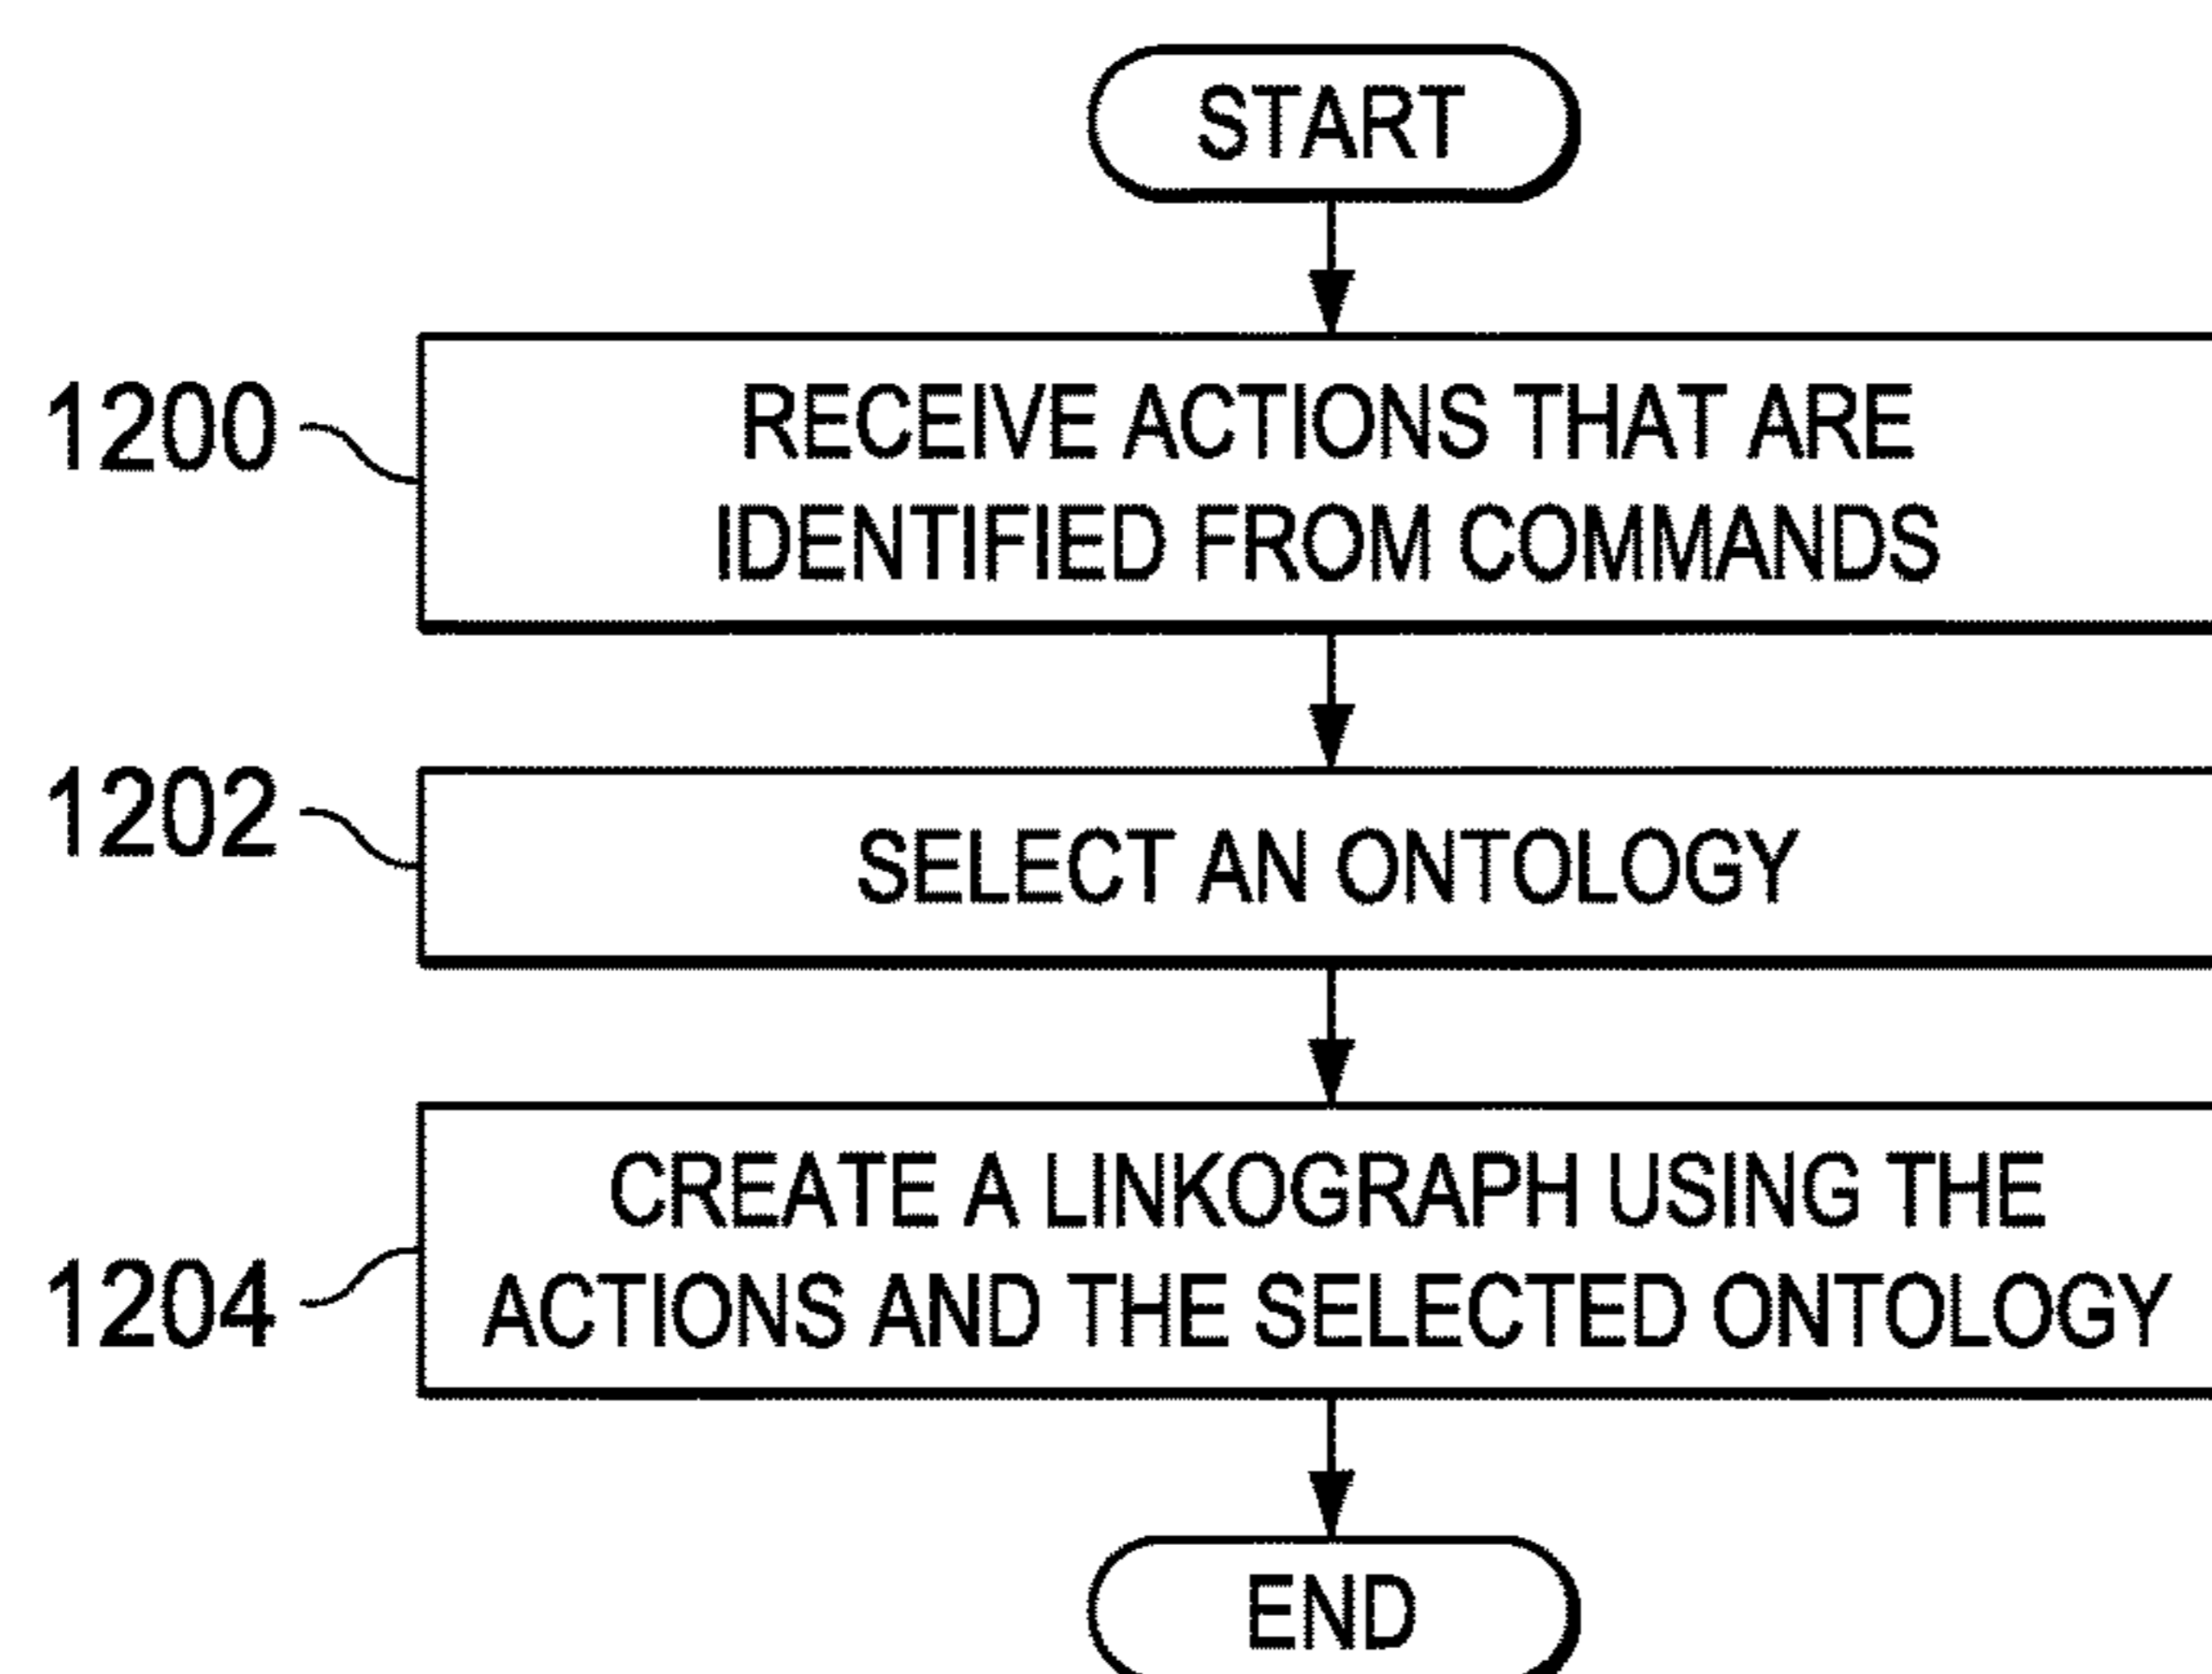 START
1200
RECEIVE ACTIONS THAT ARE
IDENTIFIED FROM COMMANDS
1202
SELECT AN ONTOLOGY
1204
CREATE A LINKOGRAPH USING THE
ACTIONS AND THE SELECTED ONTOLOGY
END